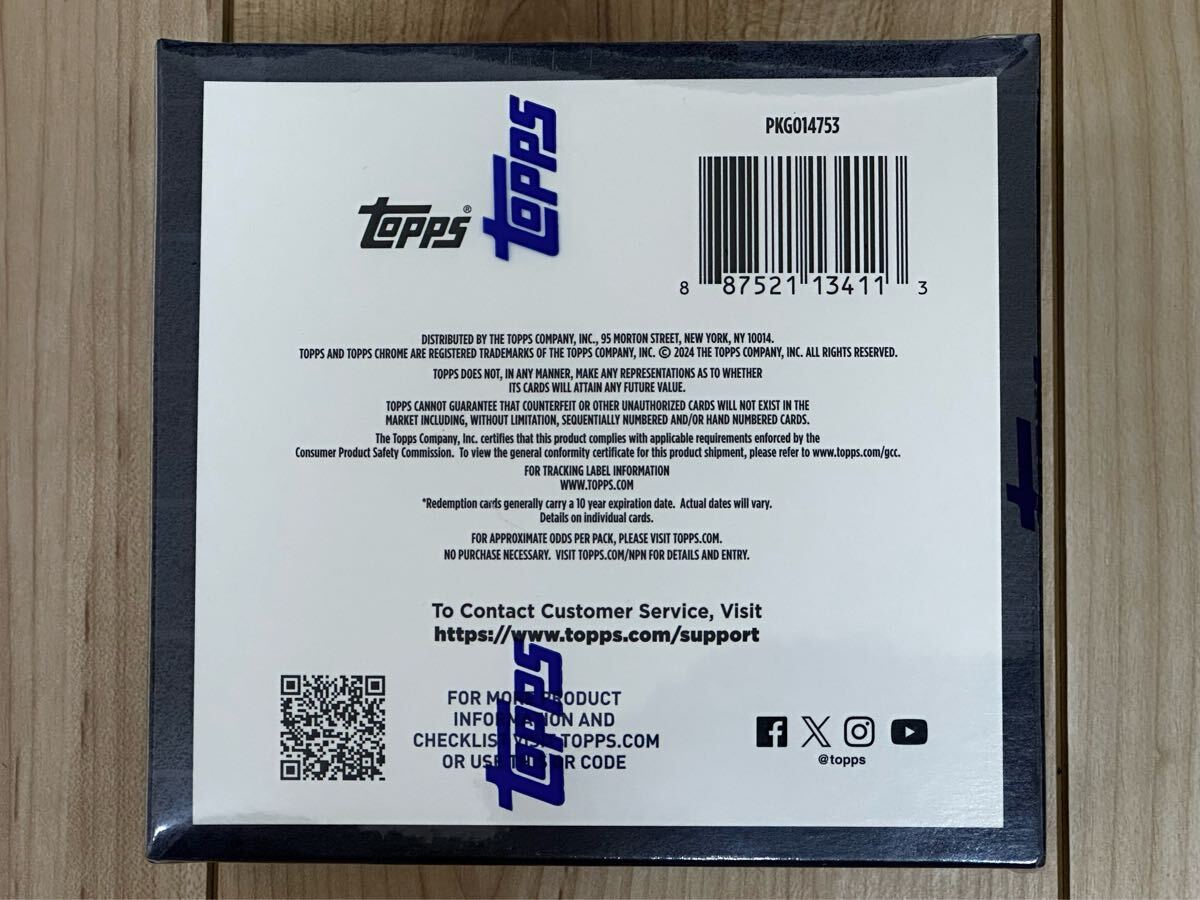 TOPPS
TOPPS®
PKG014753
8 87521 13411 3
DISTRIBUTED BY THE TOPPS COMPANY, INC., 95 MORTON STREET, NEW YORK, NY 10014.
TOPPS AND TOPPS CHROME ARE REGISTERED TRADEMARKS OF THE TOPPS COMPANY, INC. © 2024 THE TOPPS COMPANY, INC. ALL RIGHTS RESERVED.
TOPPS DOES NOT, IN ANY MANNER, MAKE ANY REPRESENTATIONS AS TO WHETHER
ITS CARDS WILL ATTAIN ANY FUTURE VALUE.
TOPPS CANNOT GUARANTEE THAT COUNTERFEIT OR OTHER UNAUTHORIZED CARDS WILL NOT EXIST IN THE
MARKET INCLUDING, WITHOUT LIMITATION, SEQUENTIALLY NUMBERED AND/OR HAND NUMBERED CARDS.
The Topps Company, Inc. certifies that this product complies with applicable requirements enforced by the
Consumer Product Safety Commission. To view the general conformity certificate for this product shipment, please refer to www.topps.com/gcc.
FOR TRACKING LABEL INFORMATION
WWW.TOPPS.COM
*Redemption cards generally carry a 10 year expiration date. Actual dates will vary.
Details on individual cards.
FOR APPROXIMATE ODDS PER PACK, PLEASE VISIT TOPPS.COM.
NO PURCHASE NECESSARY. VISIT TOPPS.COM/NPN FOR DETAILS AND ENTRY.
To Contact Customer Service, Visit
https://www.topps.com/support
TOPPS
FOR MORE PRODUCT
INFORMATION AND
CHECKLIST VISIT TOPPS.COM
OR USE THIS QR CODE
@topps